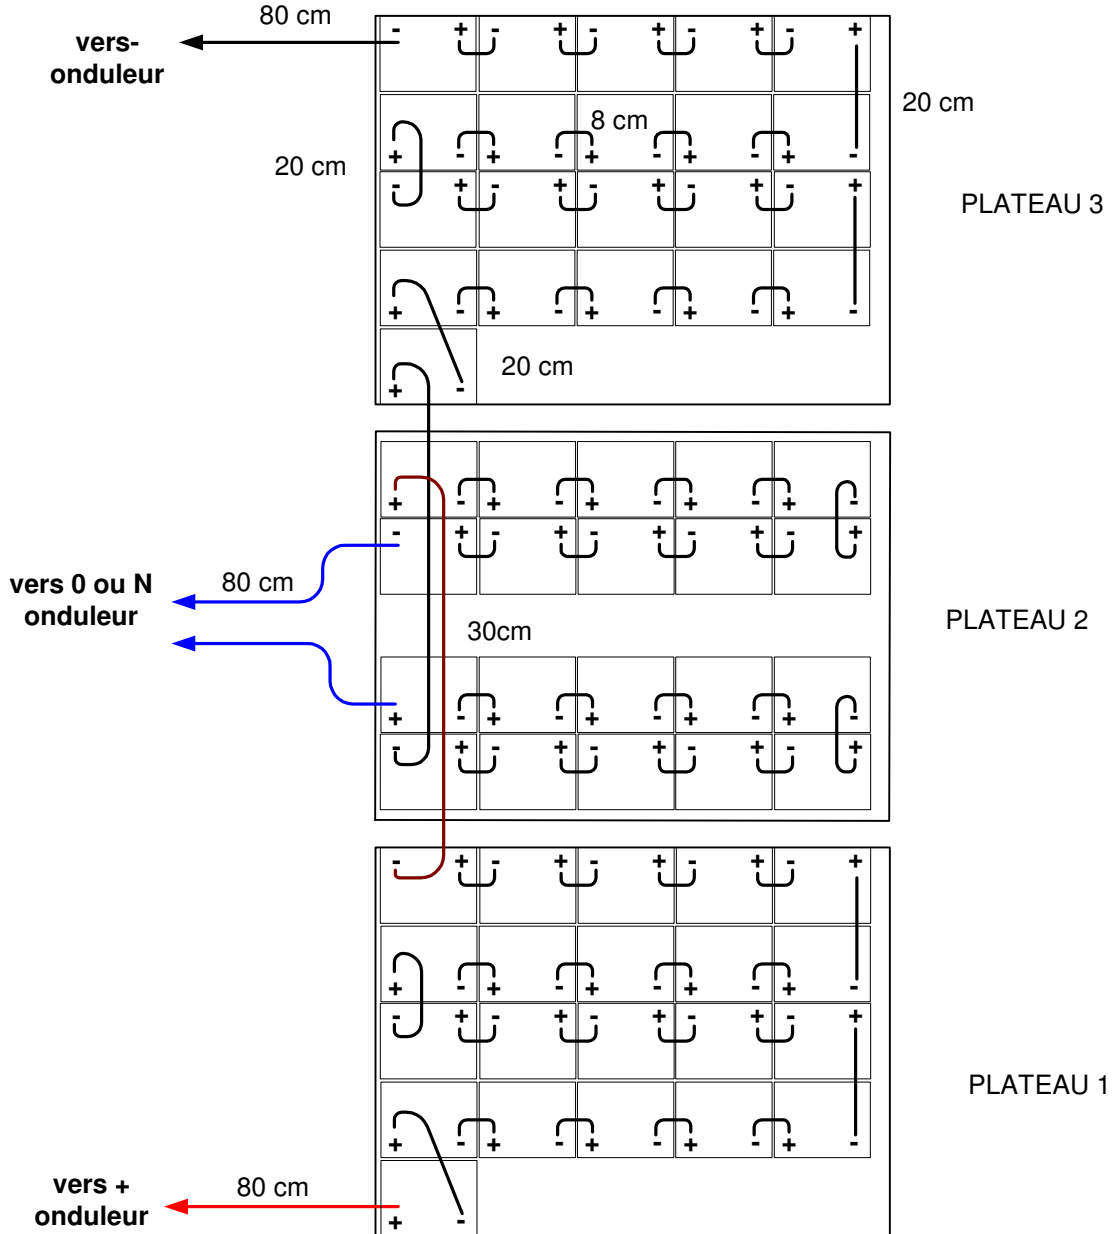 80 cm
vers-
onduleur
- + - + - + - + - +
20 cm
8 cm
20 cm
+ - + - + - + - + -
- + - + - + - + - +
PLATEAU 3
+ - + - + - + - + -
20 cm
+ -
+ - + - + - + - + -
- + - + - + - + - +
vers 0 ou N
onduleur
80 cm
30cm
PLATEAU 2
+ - + - + - + - + -
- + - + - + - + - +
- + - + - + - + - +
+ - + - + - + - + -
- + - + - + - + - +
PLATEAU 1
+ - + - + - + - + -
vers +
onduleur
80 cm
+ -